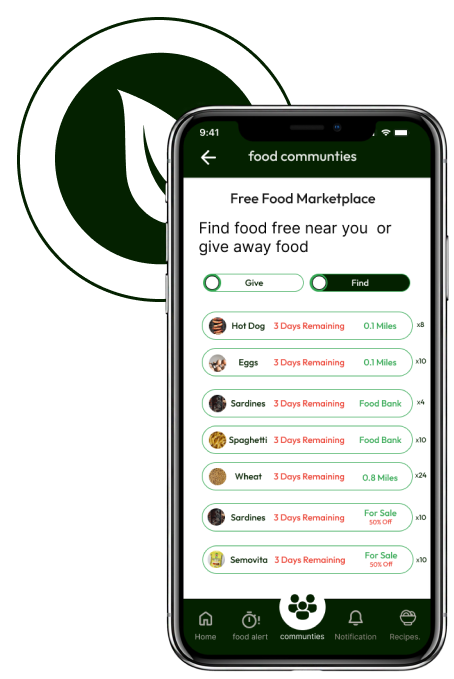 9:41
food communties
Free Food Marketplace
Find food free near you or
give away food
Give Find
Hot Dog 3 Days Remaining 0.1 Miles x8
Eggs 3 Days Remaining 0.1 Miles x10
Sardines 3 Days Remaining Food Bank x4
Spaghetti 3 Days Remaining Food Bank x10
Wheat 3 Days Remaining 0.8 Miles x24
Sardines 3 Days Remaining For Sale x10
50% Off
Semovita 3 Days Remaining For Sale x10
50% Off
Home food alert communties Notification Recipes.